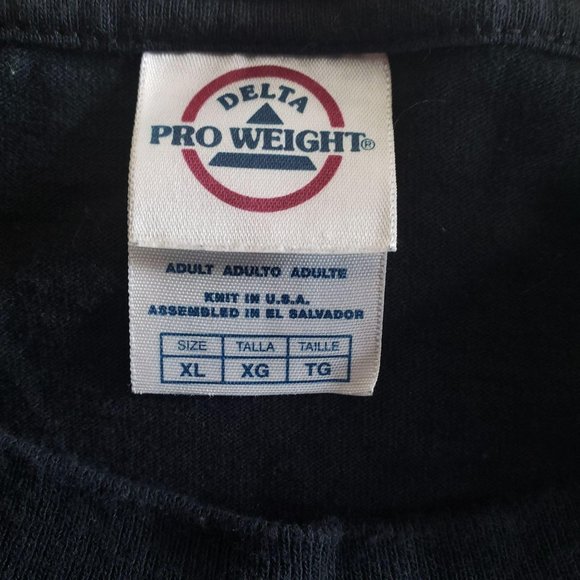 DELTA
PRO WEIGHT®
ADULT ADULTO ADULTE
KNIT IN U.S.A.
ASSEMBLED IN EL SALVADOR
SIZE TALLA TAILLE
XL XG TG